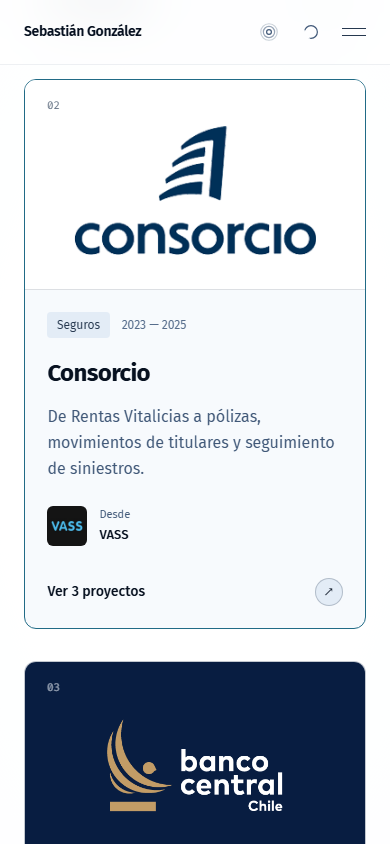 Sebastián González
02
consorcio
Seguros
2023 — 2025
Consorcio
De Rentas Vitalicias a pólizas,
movimientos de titulares y seguimiento
de siniestros.
VASS
Desde
VASS
Ver 3 proyectos
03
banco
central
Chile